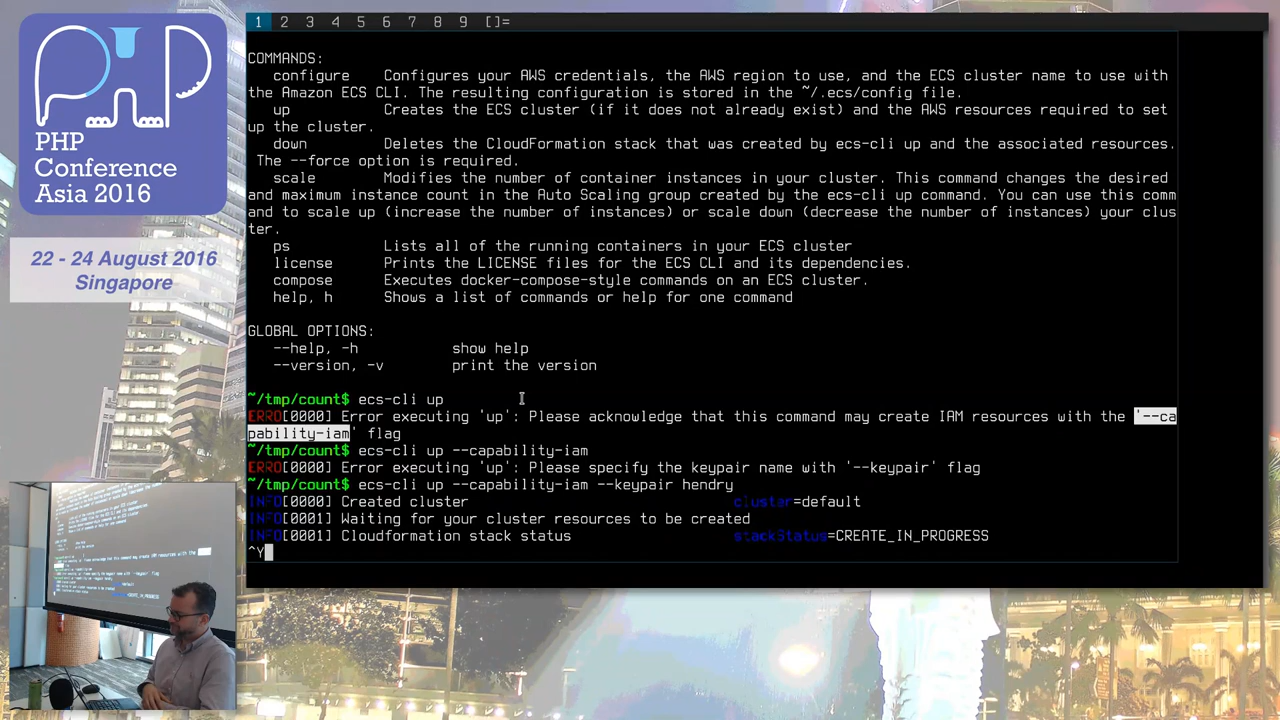 PHP
Conference
Asia 2016
22 - 24 August 2016
Singapore
1 2 3 4 5 6 7 8 9 []=
COMMANDS:
configure Configures your AWS credentials, the AWS region to use, and the ECS cluster name to use with
the Amazon ECS CLI. The resulting configuration is stored in the ~/.ecs/config file.
up Creates the ECS cluster (if it does not already exist) and the AWS resources required to set
up the cluster.
down Deletes the CloudFormation stack that was created by ecs-cli up and the associated resources.
The --force option is required.
scale Modifies the number of container instances in your cluster. This command changes the desired
and maximum instance count in the Auto Scaling group created by the ecs-cli up command. You can use this comm
and to scale up (increase the number of instances) or scale down (decrease the number of instances) your clus
ter.
ps Lists all of the running containers in your ECS cluster
license Prints the LICENSE files for the ECS CLI and its dependencies.
compose Executes docker-compose-style commands on an ECS cluster.
help, h Shows a list of commands or help for one command
GLOBAL OPTIONS:
--help, -h show help
--version, -v print the version
~/tmp/count$ ecs-cli up
ERRO[0000] Error executing 'up': Please acknowledge that this command may create IAM resources with the '--ca
pability-iam' flag
~/tmp/count$ ecs-cli up --capability-iam
ERRO[0000] Error executing 'up': Please specify the keypair name with '--keypair' flag
~/tmp/count$ ecs-cli up --capability-iam --keypair hendry
INFO[0000] Created cluster cluster=default
INFO[0001] Waiting for your cluster resources to be created
INFO[0001] Cloudformation stack status stackStatus=CREATE_IN_PROGRESS
^Y